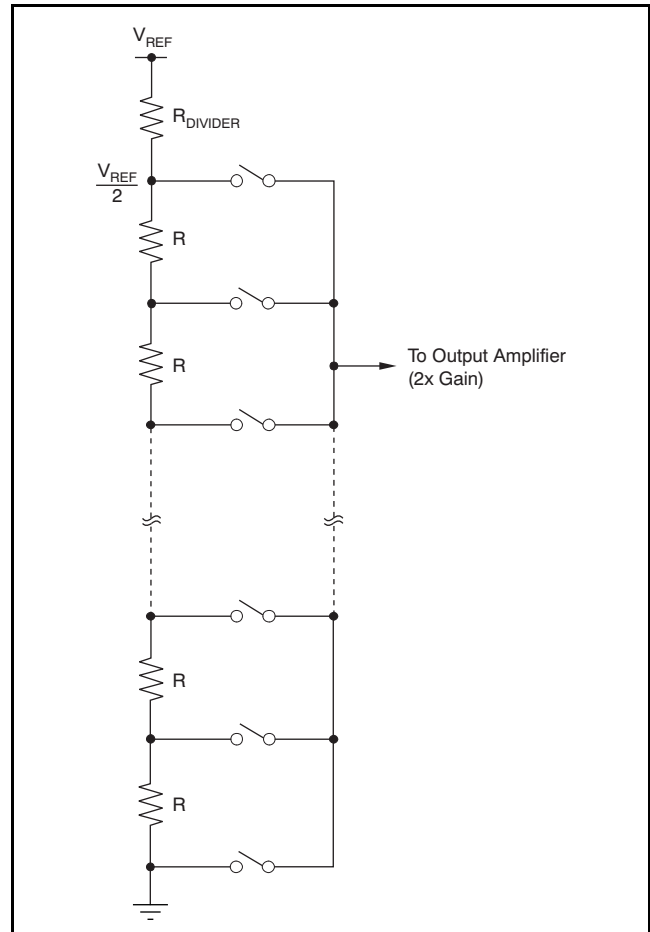 VREF
RDIVIDER
VREF
2
R
R
To Output Amplifier
(2x Gain)
R
R